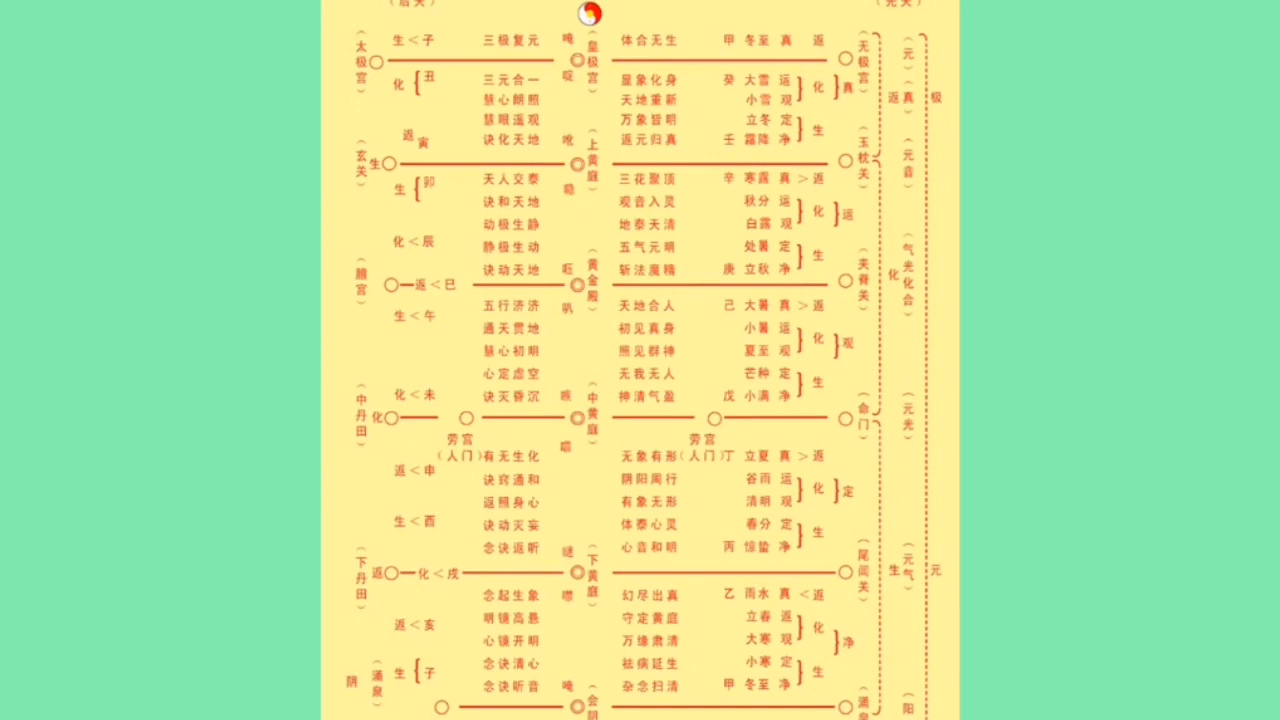 （后天） （先天）
生＜子 三极复元 唵 体合无生 甲 冬至 真 返
（太极宫） （皇极宫） （无极宫） （元）
化 丑 三元合一 啶 显象化身 癸 大雪 运 化 真
慧心朗照 天地重新 小雪 观 返 （真） 极
慧眼遥观 万象皆明 立冬 定 生
返 寅 诀化天地 吪 返元归真 壬 霜降 净
（玄关） 生 （上黄庭） （玉枕关） （元音）
生 卯 天人交泰 三花聚顶 辛 寒露 真＞返
诀和天地 观音入灵 秋分 运 化 运
动极生静 地泰天清 白露 观
化＜辰 静极生动 五气元明 处暑 定 生
诀动天地 旺 斩法魔精 庚 立秋 净
（膻宫） 返＜巳 （黄金殿） （夹脊关） 化 （气光化合）
五行济济 叭 天地合人 己 大暑 真＞返
生＜午 通天贯地 初见真身 小暑 运 化 观
慧心初明 照见群神 夏至 观
心定虚空 无我无人 芒种 定 生
化＜未 诀灭昏沉 神清气盈 戊 小满 净
（中丹田） 化 （中黄庭） （命门） （元光）
劳宫 劳宫
（人门） 有无生化 无象有形 （人门） 丁 立夏 真＞返
返＜申 诀窍通和 阴阳周行 谷雨 运 化 定
返照身心 有象无形 清明 观
生＜酉 诀动灭妄 体泰心灵 春分 定 生
念诀返听 心音和明 丙 惊蛰 净
（下丹田） 返 化＜戌 （下黄庭） （尾闾关） 生 （元气） 元
念起生象 噤 幻尽出真 乙 雨水 真＜返
返＜亥 明镜高悬 守定黄庭 立春 返 化 净
心镜开明 万缘肃清 大寒 观
生 子 念诀清心 祛病延生 小寒 定 生
念诀听音 唵 杂念扫清 甲 冬至 净
阴 （涌泉） （会阴 （涌泉 （阳